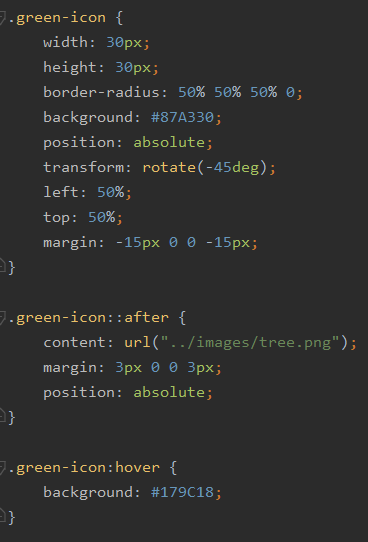 .green-icon {
    width: 30px;
    height: 30px;
    border-radius: 50% 50% 50% 0;
    background: #87A330;
    position: absolute;
    transform: rotate(-45deg);
    left: 50%;
    top: 50%;
    margin: -15px 0 0 -15px;
}
.green-icon::after {
    content: url("../images/tree.png");
    margin: 3px 0 0 3px;
    position: absolute;
}
.green-icon:hover {
    background: #179C18;
}